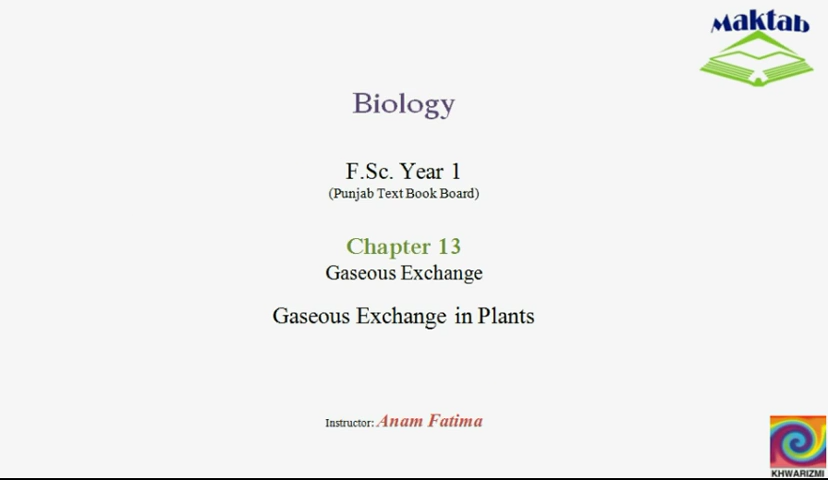 Maktab
Biology
F.Sc. Year 1
(Punjab Text Book Board)
Chapter 13
Gaseous Exchange
Gaseous Exchange in Plants
Instructor: Anam Fatima
KHWARIZMI